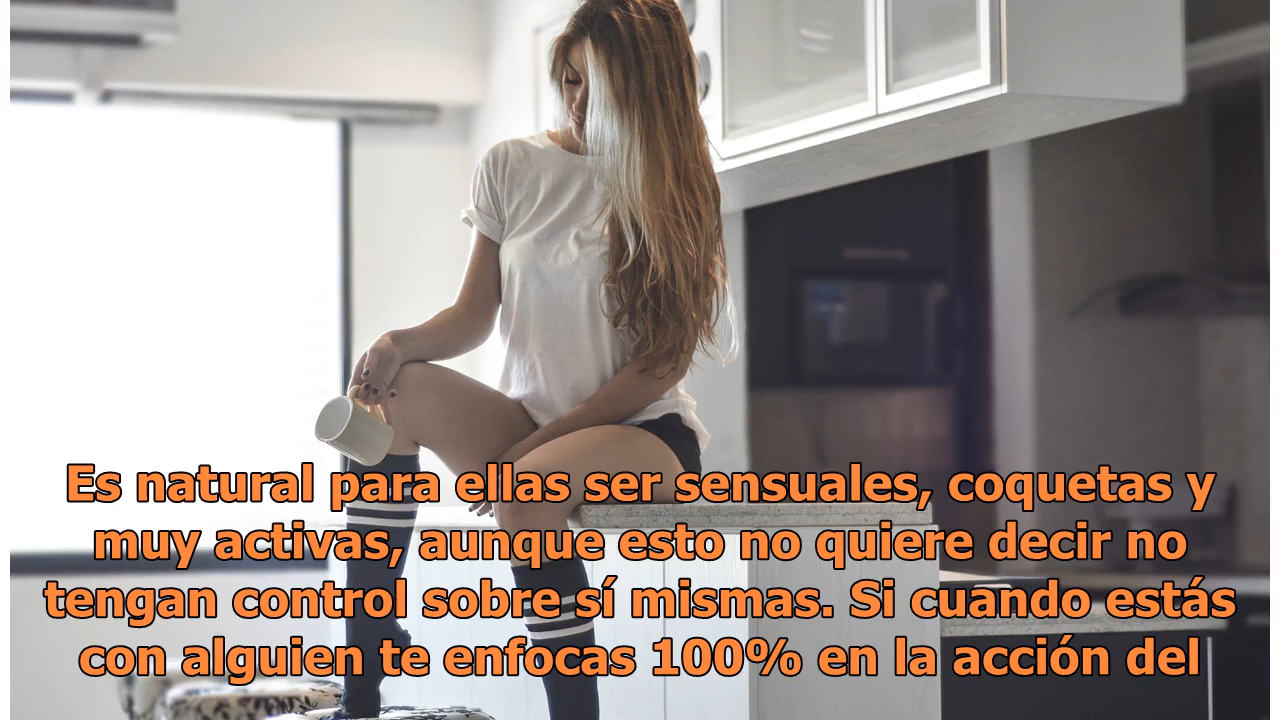 Es natural para ellas ser sensuales, coquetas y
muy activas, aunque esto no quiere decir no
tengan control sobre sí mismas. Si cuando estás
con alguien te enfocas 100% en la acción del